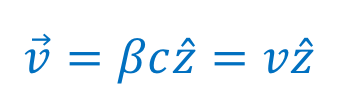 v⃗ = βcẑ = vẑ